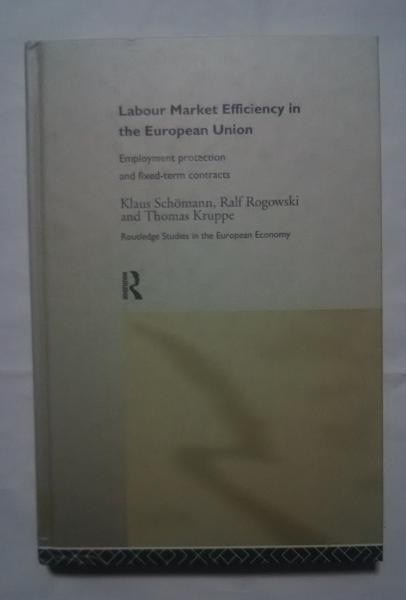 Labour Market Efficiency in
the European Union
Employment protection
and fixed-term contracts
Klaus Schömann, Ralf Rogowski
and Thomas Kruppe
Routledge Studies in the European Economy
R